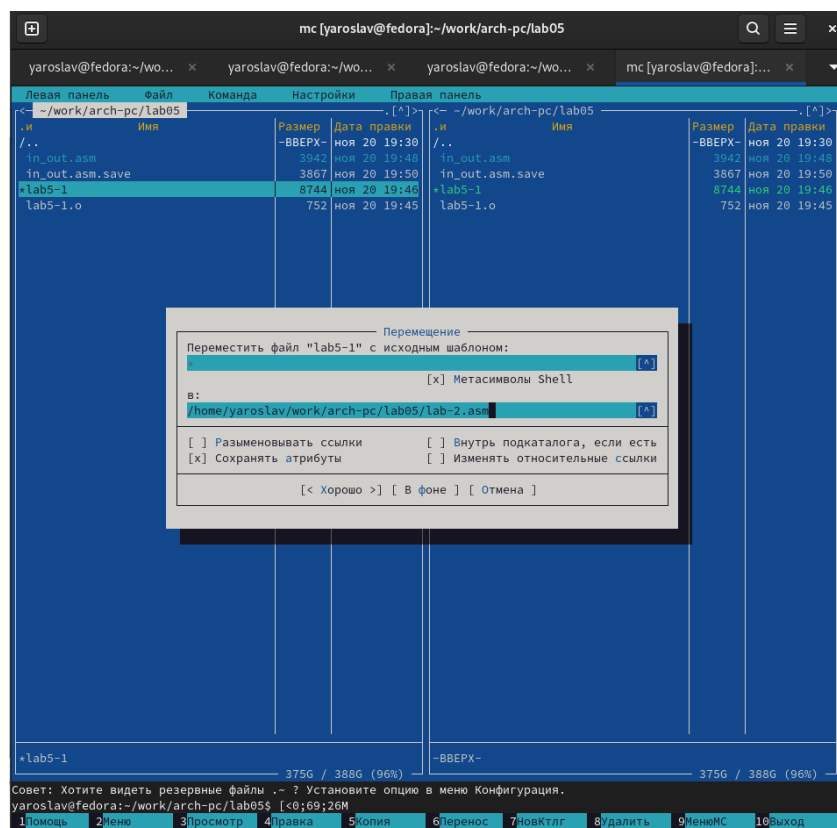 mc [yaroslav@fedora]:~/work/arch-pc/lab05
yaroslav@fedora:~/wo... × yaroslav@fedora:~/wo... × yaroslav@fedora:~/wo... × mc [yaroslav@fedora]:... ×
Левая панель Файл Команда Настройки Правая панель
<─ ~/work/arch-pc/lab05 ─.[^]> <─ ~/work/arch-pc/lab05 ─.[^]>
.и Имя Размер Дата правки .и Имя Размер Дата правки
/.. -ВВЕРХ- ноя 20 19:30 /.. -ВВЕРХ- ноя 20 19:30
in_out.asm 3942 ноя 20 19:48 in_out.asm 3942 ноя 20 19:48
in_out.asm.save 3867 ноя 20 19:50 in_out.asm.save 3867 ноя 20 19:50
*lab5-1 8744 ноя 20 19:46 *lab5-1 8744 ноя 20 19:46
lab5-1.o 752 ноя 20 19:45 lab5-1.o 752 ноя 20 19:45
Перемещение
Переместить файл "lab5-1" с исходным шаблоном:
* [^]
[x] Метасимволы Shell
в:
/home/yaroslav/work/arch-pc/lab05/lab-2.asm [^]
[ ] Разыменовывать ссылки [ ] Внутрь подкаталога, если есть
[x] Сохранять атрибуты [ ] Изменять относительные ссылки
[< Хорошо >] [ В фоне ] [ Отмена ]
*lab5-1 -ВВЕРХ-
375G / 388G (96%) 375G / 388G (96%)
Совет: Хотите видеть резервные файлы .~ ? Установите опцию в меню Конфигурация.
yaroslav@fedora:~/work/arch-pc/lab05$ [<0;69;26M
1Помощь 2Меню 3Просмотр 4Правка 5Копия 6Перенос 7НовКтлг 8Удалить 9МенюMC 10Выход